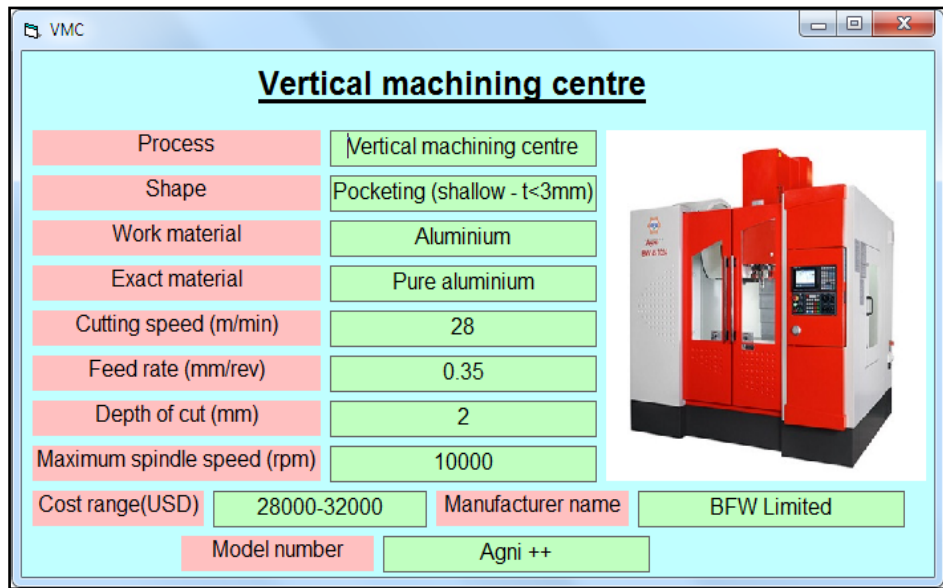 VMC
Vertical machining centre
Process Vertical machining centre
Shape Pocketing (shallow - t<3mm)
Work material Aluminium
Exact material Pure aluminium
Cutting speed (m/min) 28
Feed rate (mm/rev) 0.35
Depth of cut (mm) 2
Maximum spindle speed (rpm) 10000
Cost range(USD) 28000-32000 Manufacturer name BFW Limited
Model number Agni ++